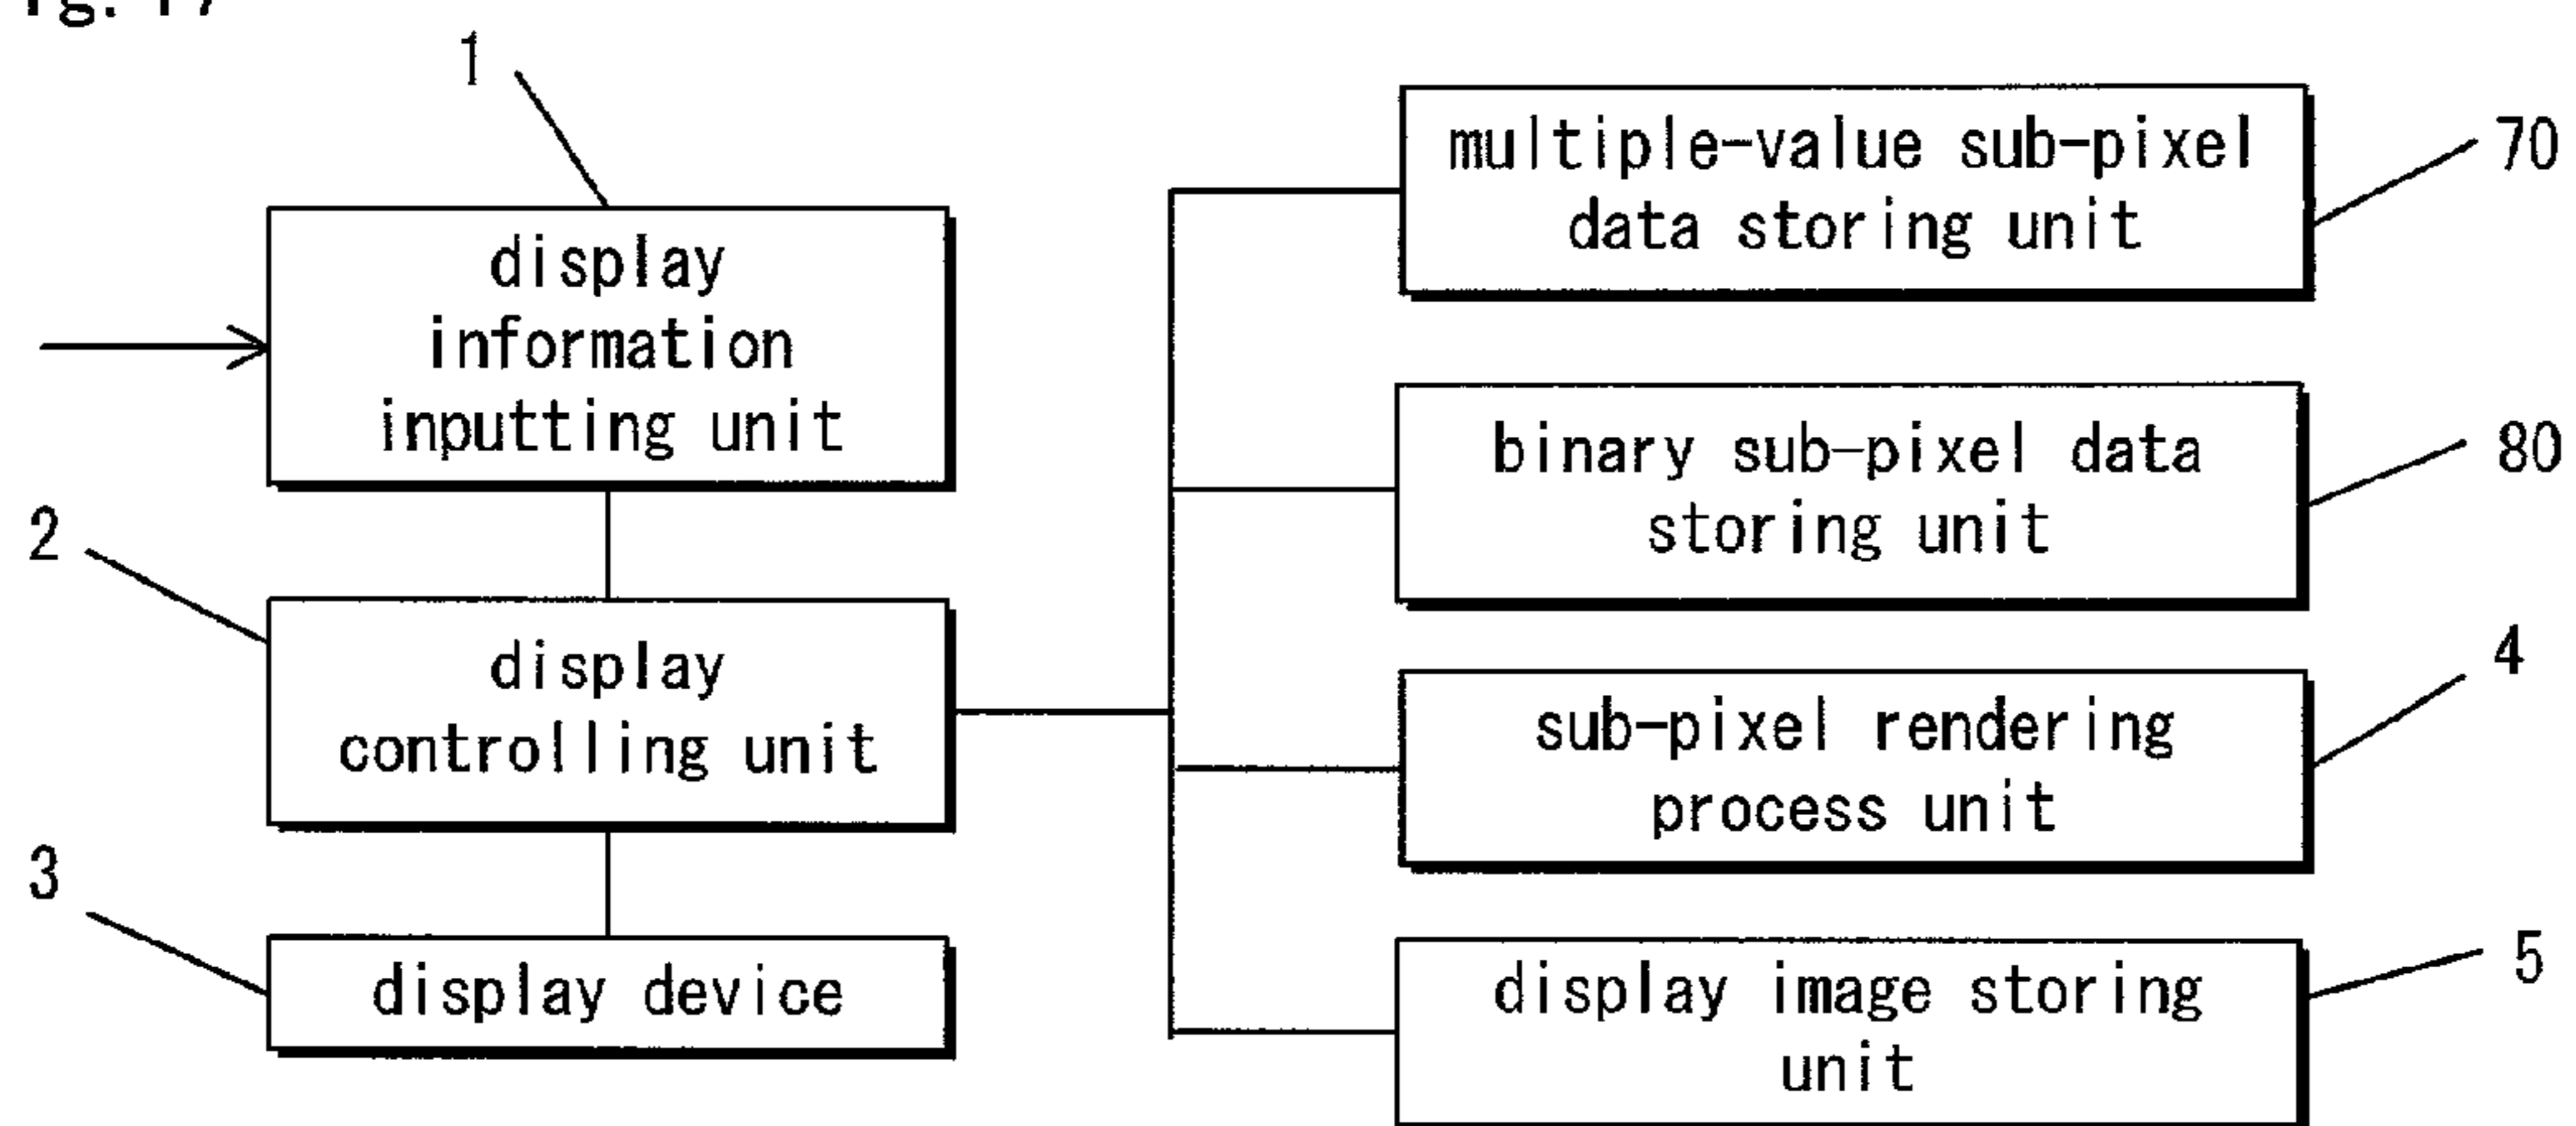 1
display
information
inputting unit
2
display
controlling unit
3
display device
multiple-value sub-pixel
data storing unit
70
binary sub-pixel data
storing unit
80
sub-pixel rendering
process unit
4
display image storing
unit
5